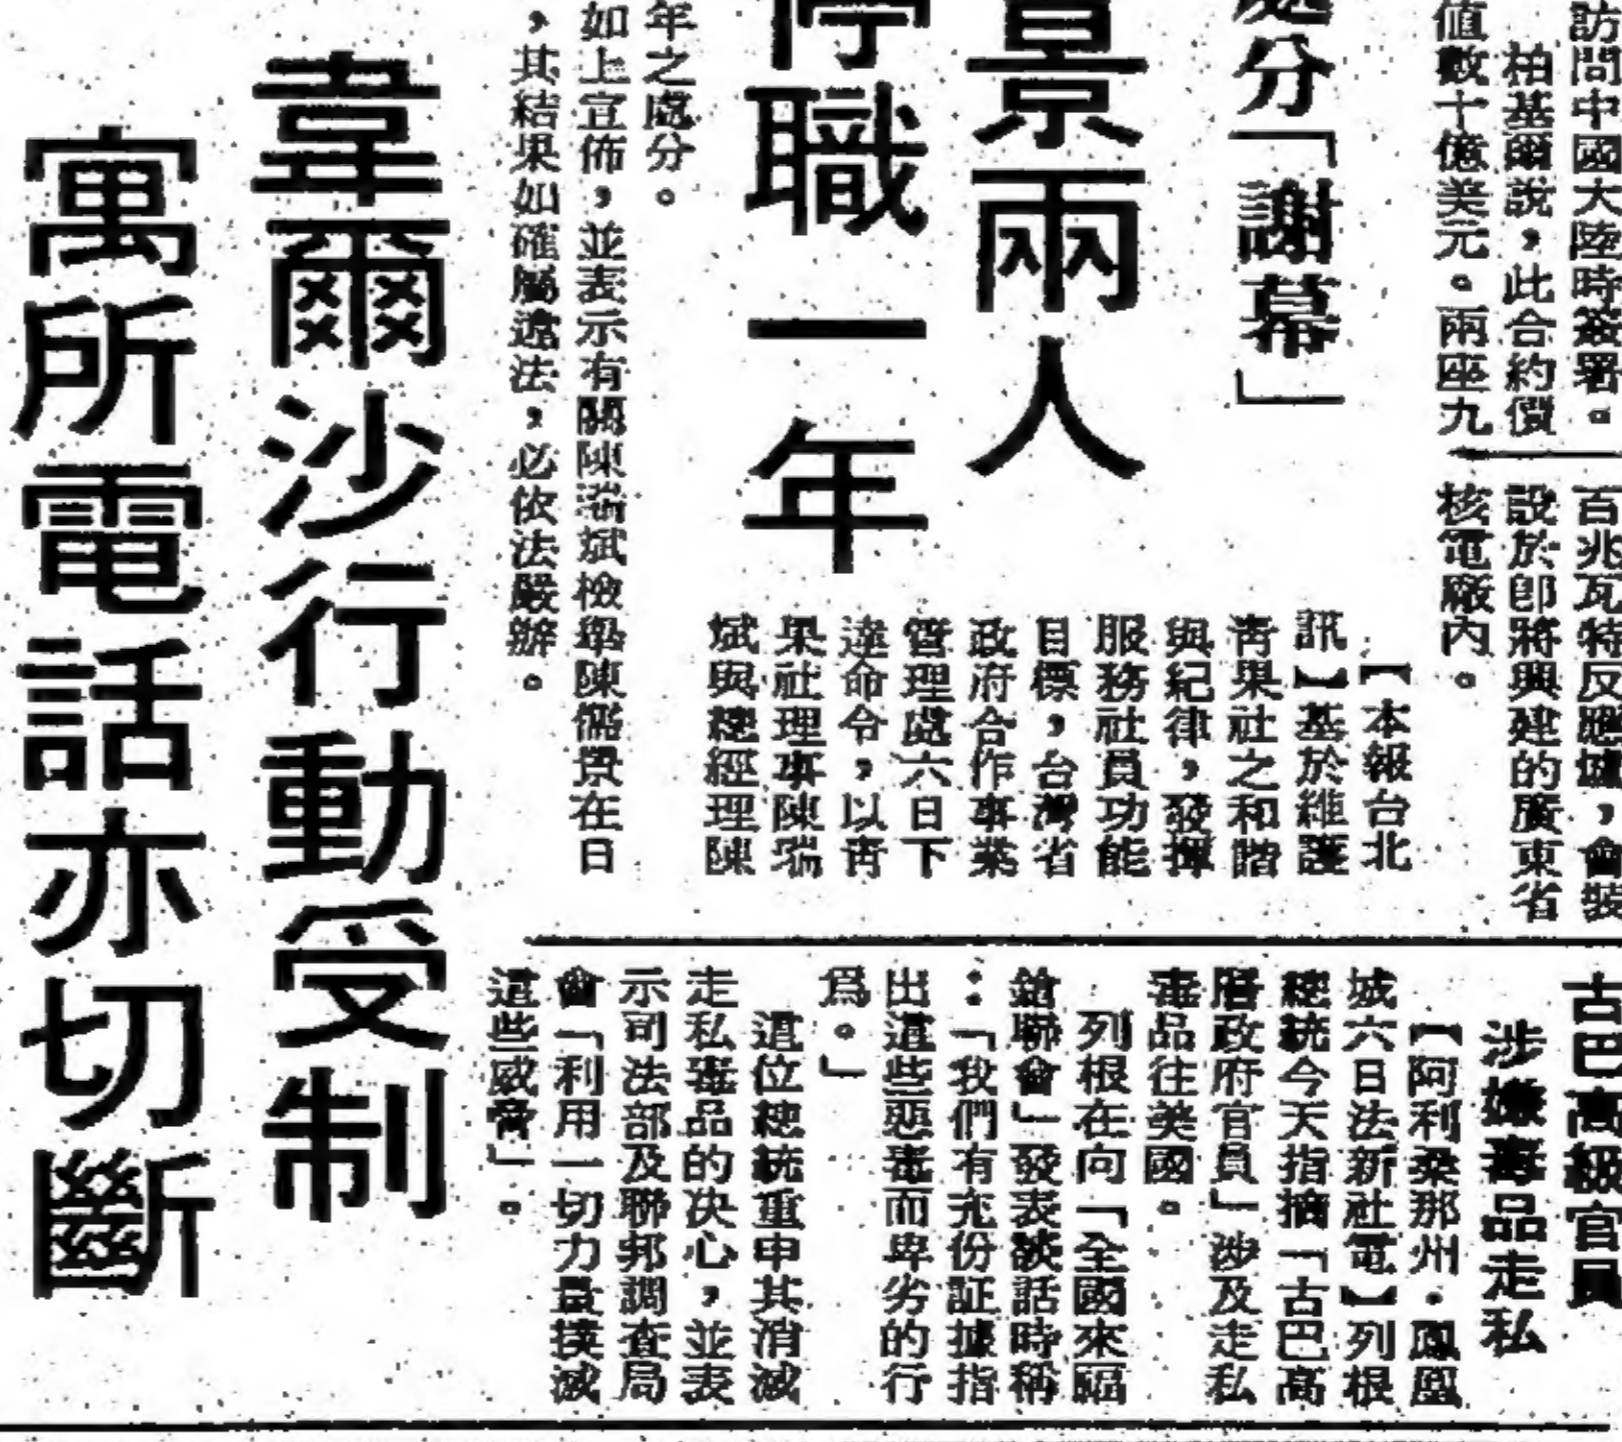 訪問中國大陸時簽署。
柏基爾說，此合約價
值數十億美元。兩座九
百兆瓦特反應爐，會裝
設於卽將興建的廣東省
核電廠內。
處分「謝幕」
景兩人
停職一年
【本報台北
訊】基於維護
靑果社之和諧
與紀律，發揮
服務社員功能
目標，台灣省
政府合作事業
管理處六日下
達命令，以靑
果社理事陳瑞
斌與總經理陳
年之處分。
如上宣佈，並表示有關陳瑞斌檢舉陳儒景在日
，其結果如確屬違法，必依法嚴辦。
古巴高級官員
涉嫌毒品走私
【阿利桑那州．鳳凰
城六日法新社電】列根
總統今天指摘「古巴高
層政府官員」涉及走私
毒品往美國。
列根在向「全國來福
鎗聯會」發表談話時稱
：「我們有充份証據指
出這些惡毒而卑劣的行
爲。」
這位總統重申其消滅
走私毒品的決心，並表
示司法部及聯邦調查局
會「利用一切力量撲滅
這些威脅」。
韋爾沙行動受制
寓所電話亦切斷